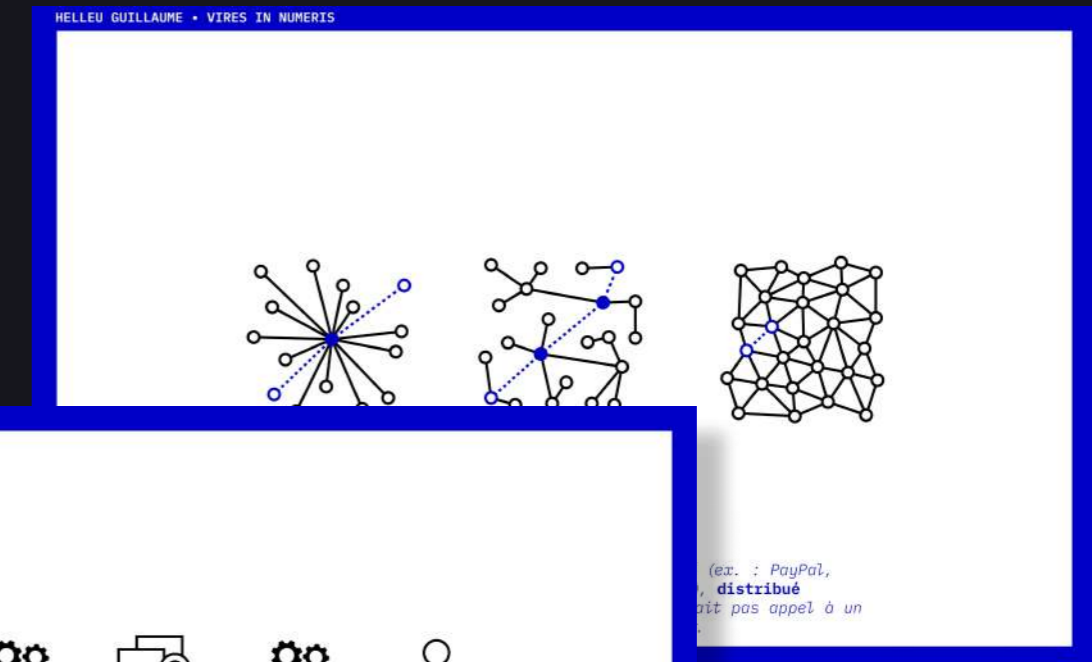 HELLEU GUILLAUME • VIRES IN NUMERIS
(ex. : PayPal,
, distribué
ait pas appel à un